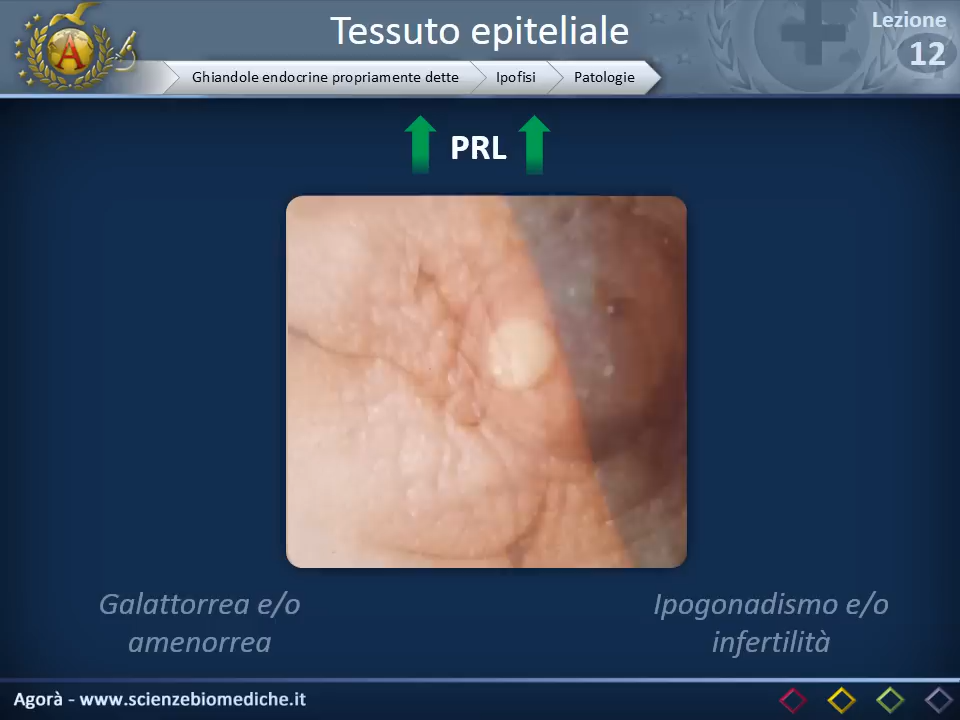 Tessuto epiteliale
Lezione
12
Ghiandole endocrine propriamente dette
Ipofisi
Patologie
PRL
Galattorrea e/o
amenorrea
Ipogonadismo e/o
infertilità
Agorà - www.scienzebiomediche.it
A